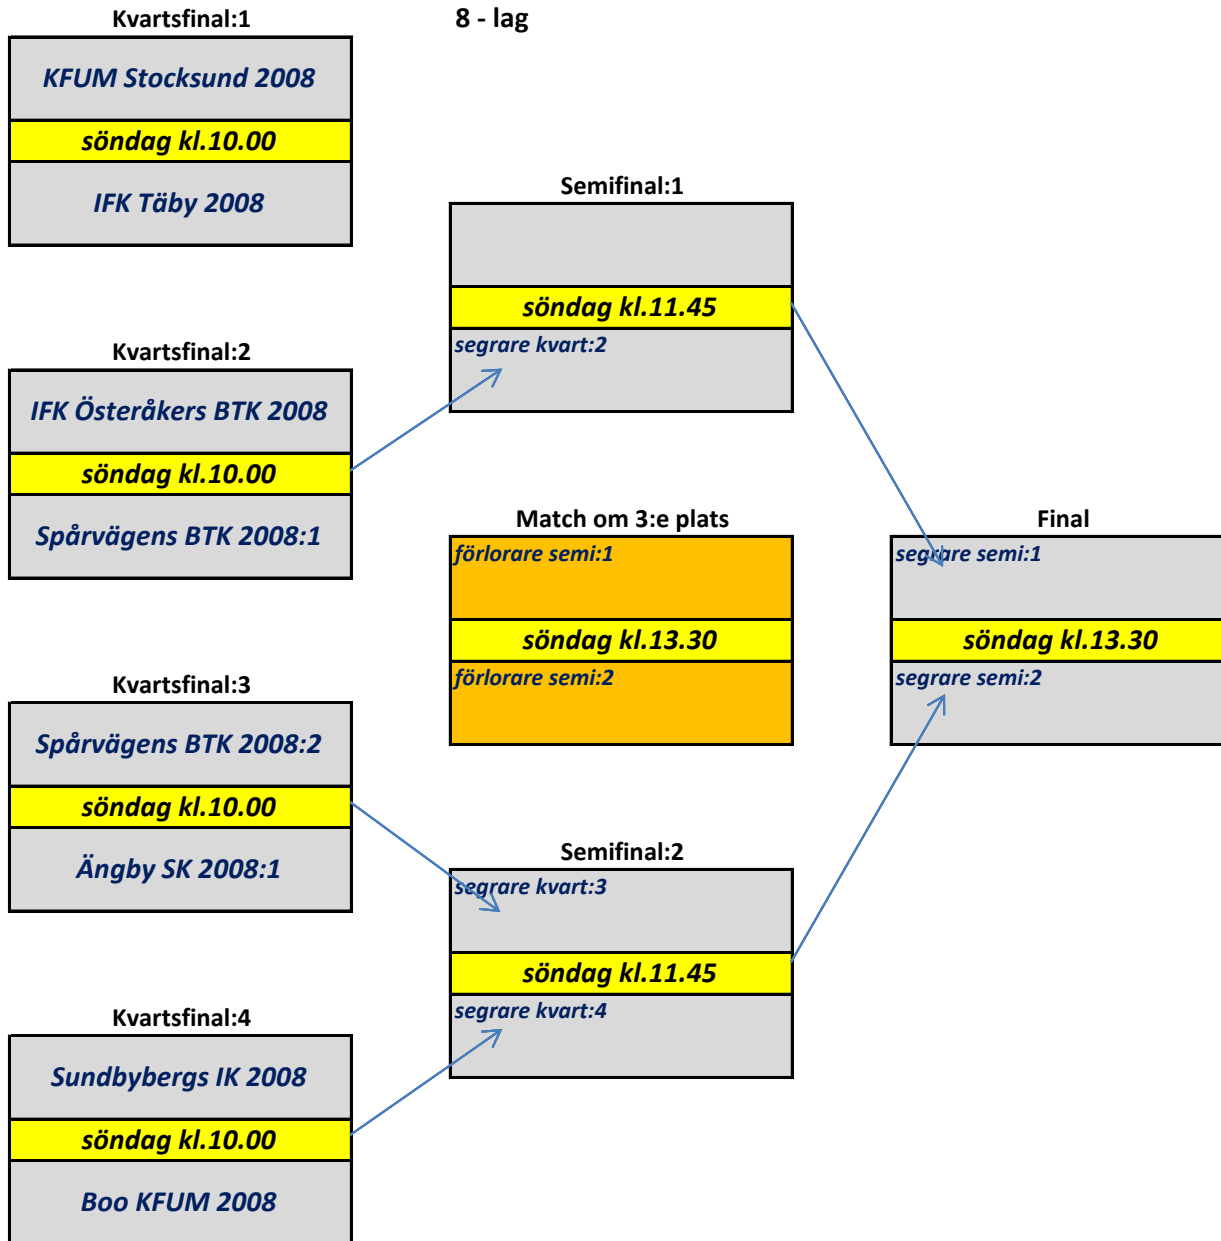 Kvartsfinal:1
8 - lag
KFUM Stocksund 2008
söndag kl.10.00
IFK Täby 2008
Semifinal:1
söndag kl.11.45
segrare kvart:2
Kvartsfinal:2
IFK Österåkers BTK 2008
söndag kl.10.00
Spårvägens BTK 2008:1
Match om 3:e plats
förlorare semi:1
söndag kl.13.30
förlorare semi:2
Final
segrare semi:1
söndag kl.13.30
segrare semi:2
Kvartsfinal:3
Spårvägens BTK 2008:2
söndag kl.10.00
Ängby SK 2008:1
Semifinal:2
segrare kvart:3
söndag kl.11.45
segrare kvart:4
Kvartsfinal:4
Sundbybergs IK 2008
söndag kl.10.00
Boo KFUM 2008